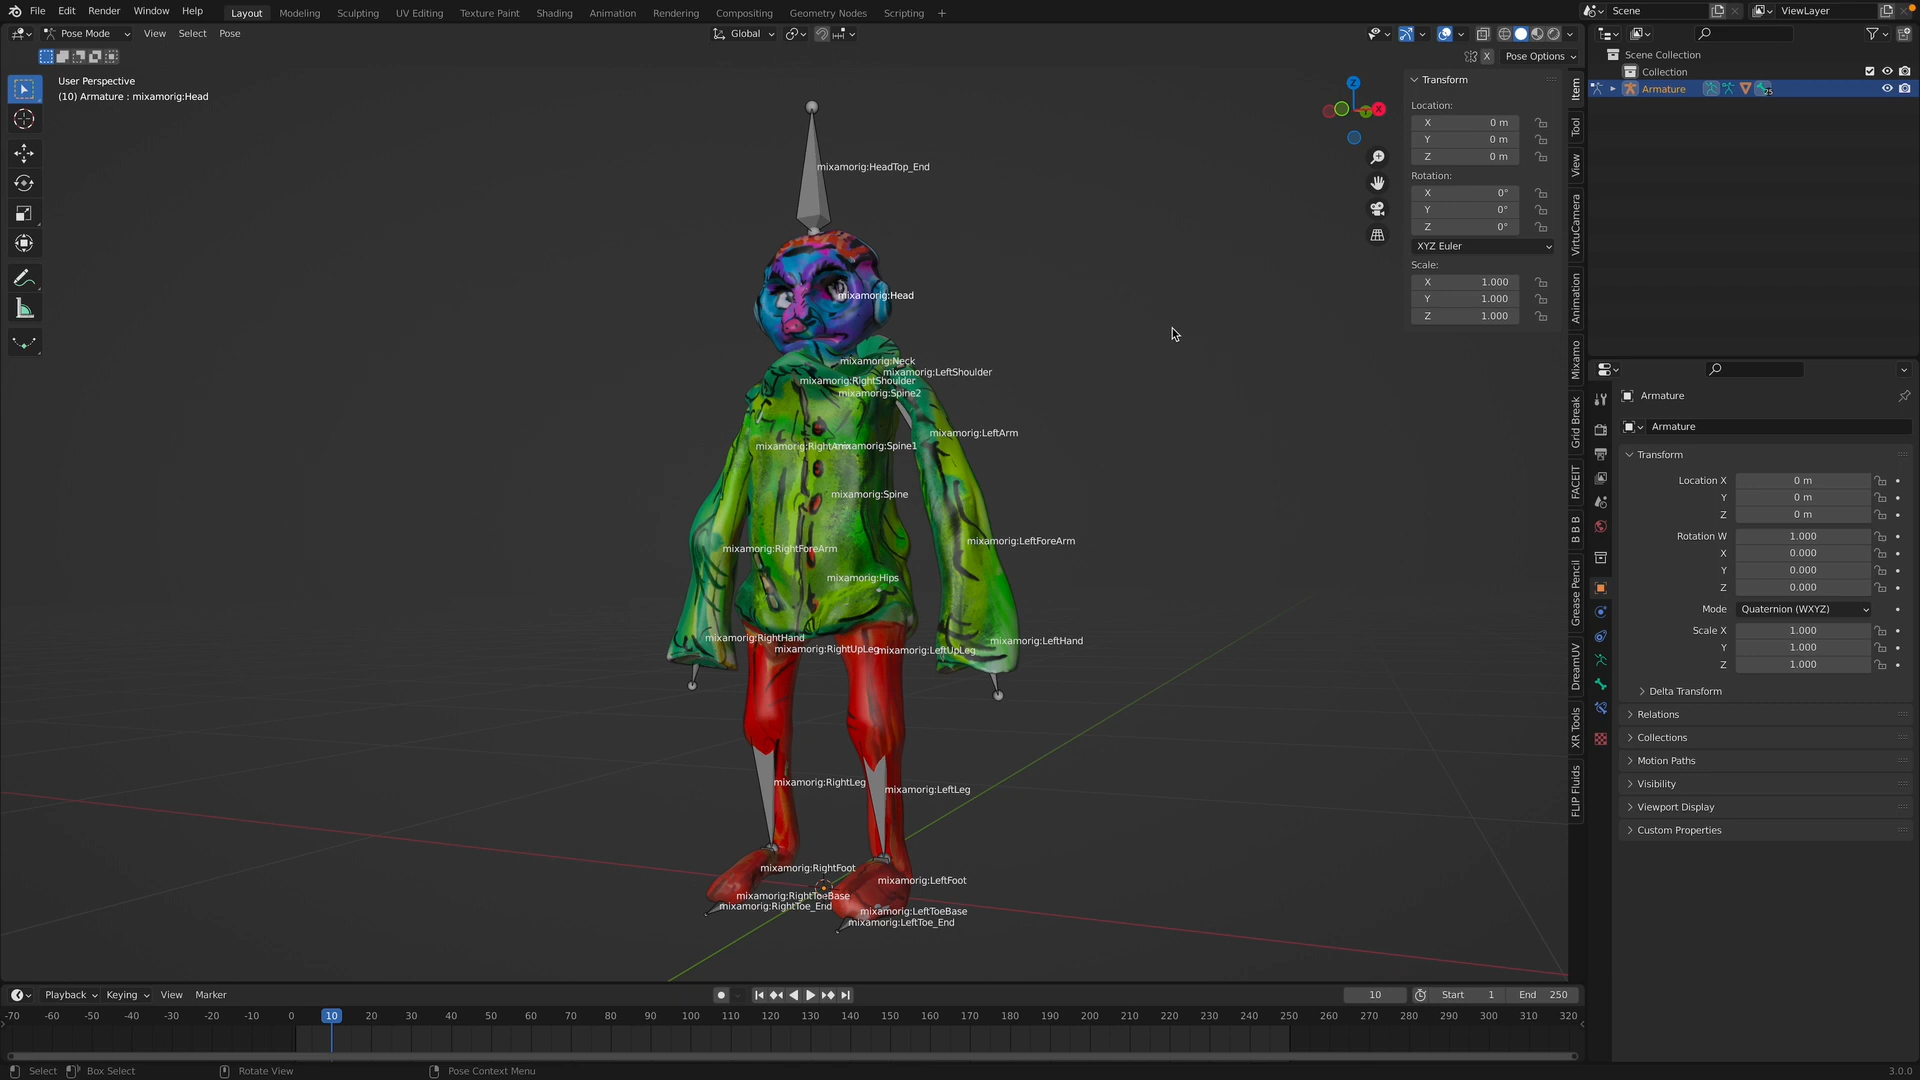 File Edit Render Window Help Layout Modeling Sculpting UV Editing Texture Paint Shading Animation Rendering Compositing Geometry Nodes Scripting + Scene ViewLayer
Pose Mode View Select Pose Global
X Pose Options
User Perspective
(10) Armature : mixamorig:Head
mixamorig:HeadTop_End
mixamorig:Head
mixamorig:Neck
mixamorig:LeftShoulder
mixamorig:RightShoulder
mixamorig:Spine2
mixamorig:LeftArm
mixamorig:Spine1
mixamorig:Spine
mixamorig:LeftForeArm
mixamorig:RightForeArm
mixamorig:Hips
mixamorig:RightHand
mixamorig:LeftHand
mixamorig:RightUpLeg
mixamorig:LeftUpLeg
mixamorig:RightLeg
mixamorig:LeftLeg
mixamorig:RightFoot
mixamorig:LeftFoot
mixamorig:RightToeBase
mixamorig:RightToe_End
mixamorig:LeftToeBase
mixamorig:LeftToe_End
Z
X
Y
Transform
Location:
X 0 m
Y 0 m
Z 0 m
Rotation:
X 0°
Y 0°
Z 0°
XYZ Euler
Scale:
X 1.000
Y 1.000
Z 1.000
Item
Tool
View
VirtuCamera
Animation
Mixamo
Grid Break
FACEIT
B B B
Grease Pencil
DreamUV
XR Tools
FLIP Fluids
Scene Collection
Collection
Armature 25
Armature
Armature
Transform
Location X 0 m
Y 0 m
Z 0 m
Rotation W 1.000
X 0.000
Y 0.000
Z 0.000
Mode Quaternion (WXYZ)
Scale X 1.000
Y 1.000
Z 1.000
Delta Transform
Relations
Collections
Motion Paths
Visibility
Viewport Display
Custom Properties
Playback Keying View Marker 10 Start 1 End 250
-70 -60 -50 -40 -30 -20 -10 0 10 20 30 40 50 60 70 80 90 100 110 120 130 140 150 160 170 180 190 200 210 220 230 240 250 260 270 280 290 300 310 320
Select Box Select Rotate View Pose Context Menu 3.0.0